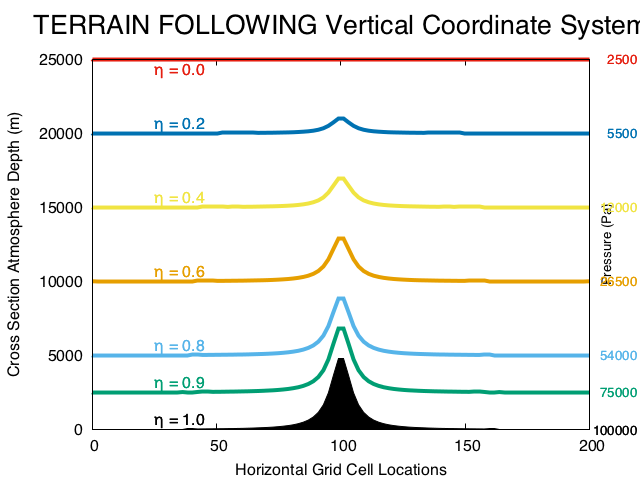 TERRAIN FOLLOWING Vertical Coordinate System
25000
2500
η = 0.0
η = 0.2
20000
5500
η = 0.4
15000
Pressure (Pa)
η = 0.6
10000
Cross Section Atmosphere Depth (m)
η = 0.8
5000
54000
η = 0.9
75000
η = 1.0
0
100000
0 50 100 150 200
Horizontal Grid Cell Locations